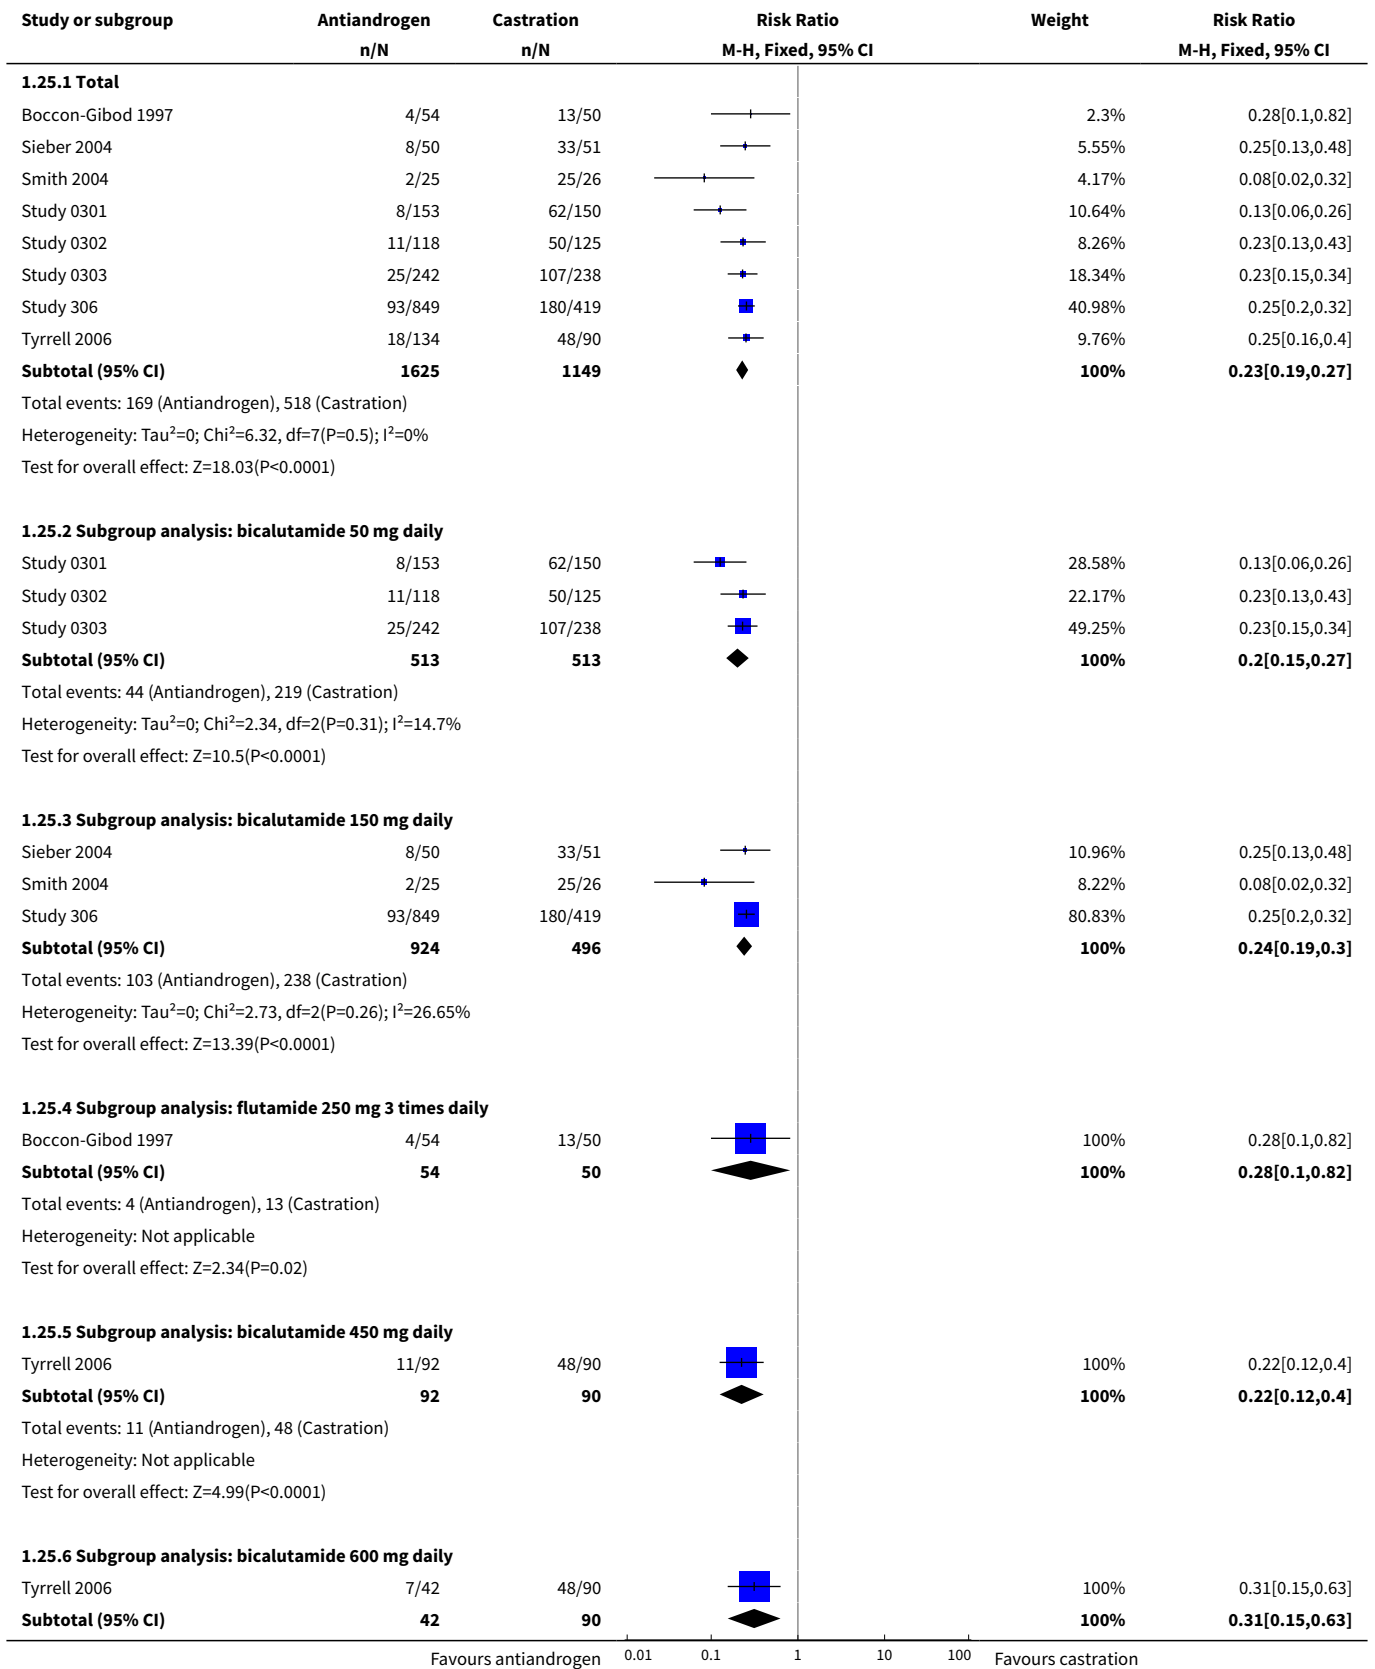 Study or subgroup Antiandrogen Castration Risk Ratio Weight Risk Ratio
n/N n/N M-H, Fixed, 95% CI M-H, Fixed, 95% CI
1.25.1 Total
Boccon-Gibod 1997 4/54 13/50 2.3% 0.28[0.1,0.82]
Sieber 2004 8/50 33/51 5.55% 0.25[0.13,0.48]
Smith 2004 2/25 25/26 4.17% 0.08[0.02,0.32]
Study 0301 8/153 62/150 10.64% 0.13[0.06,0.26]
Study 0302 11/118 50/125 8.26% 0.23[0.13,0.43]
Study 0303 25/242 107/238 18.34% 0.23[0.15,0.34]
Study 306 93/849 180/419 40.98% 0.25[0.2,0.32]
Tyrrell 2006 18/134 48/90 9.76% 0.25[0.16,0.4]
Subtotal (95% CI) 1625 1149 100% 0.23[0.19,0.27]
Total events: 169 (Antiandrogen), 518 (Castration)
Heterogeneity: Tau²=0; Chi²=6.32, df=7(P=0.5); I²=0%
Test for overall effect: Z=18.03(P<0.0001)
1.25.2 Subgroup analysis: bicalutamide 50 mg daily
Study 0301 8/153 62/150 28.58% 0.13[0.06,0.26]
Study 0302 11/118 50/125 22.17% 0.23[0.13,0.43]
Study 0303 25/242 107/238 49.25% 0.23[0.15,0.34]
Subtotal (95% CI) 513 513 100% 0.2[0.15,0.27]
Total events: 44 (Antiandrogen), 219 (Castration)
Heterogeneity: Tau²=0; Chi²=2.34, df=2(P=0.31); I²=14.7%
Test for overall effect: Z=10.5(P<0.0001)
1.25.3 Subgroup analysis: bicalutamide 150 mg daily
Sieber 2004 8/50 33/51 10.96% 0.25[0.13,0.48]
Smith 2004 2/25 25/26 8.22% 0.08[0.02,0.32]
Study 306 93/849 180/419 80.83% 0.25[0.2,0.32]
Subtotal (95% CI) 924 496 100% 0.24[0.19,0.3]
Total events: 103 (Antiandrogen), 238 (Castration)
Heterogeneity: Tau²=0; Chi²=2.73, df=2(P=0.26); I²=26.65%
Test for overall effect: Z=13.39(P<0.0001)
1.25.4 Subgroup analysis: flutamide 250 mg 3 times daily
Boccon-Gibod 1997 4/54 13/50 100% 0.28[0.1,0.82]
Subtotal (95% CI) 54 50 100% 0.28[0.1,0.82]
Total events: 4 (Antiandrogen), 13 (Castration)
Heterogeneity: Not applicable
Test for overall effect: Z=2.34(P=0.02)
1.25.5 Subgroup analysis: bicalutamide 450 mg daily
Tyrrell 2006 11/92 48/90 100% 0.22[0.12,0.4]
Subtotal (95% CI) 92 90 100% 0.22[0.12,0.4]
Total events: 11 (Antiandrogen), 48 (Castration)
Heterogeneity: Not applicable
Test for overall effect: Z=4.99(P<0.0001)
1.25.6 Subgroup analysis: bicalutamide 600 mg daily
Tyrrell 2006 7/42 48/90 100% 0.31[0.15,0.63]
Subtotal (95% CI) 42 90 100% 0.31[0.15,0.63]
Favours antiandrogen 0.01 0.1 1 10 100 Favours castration